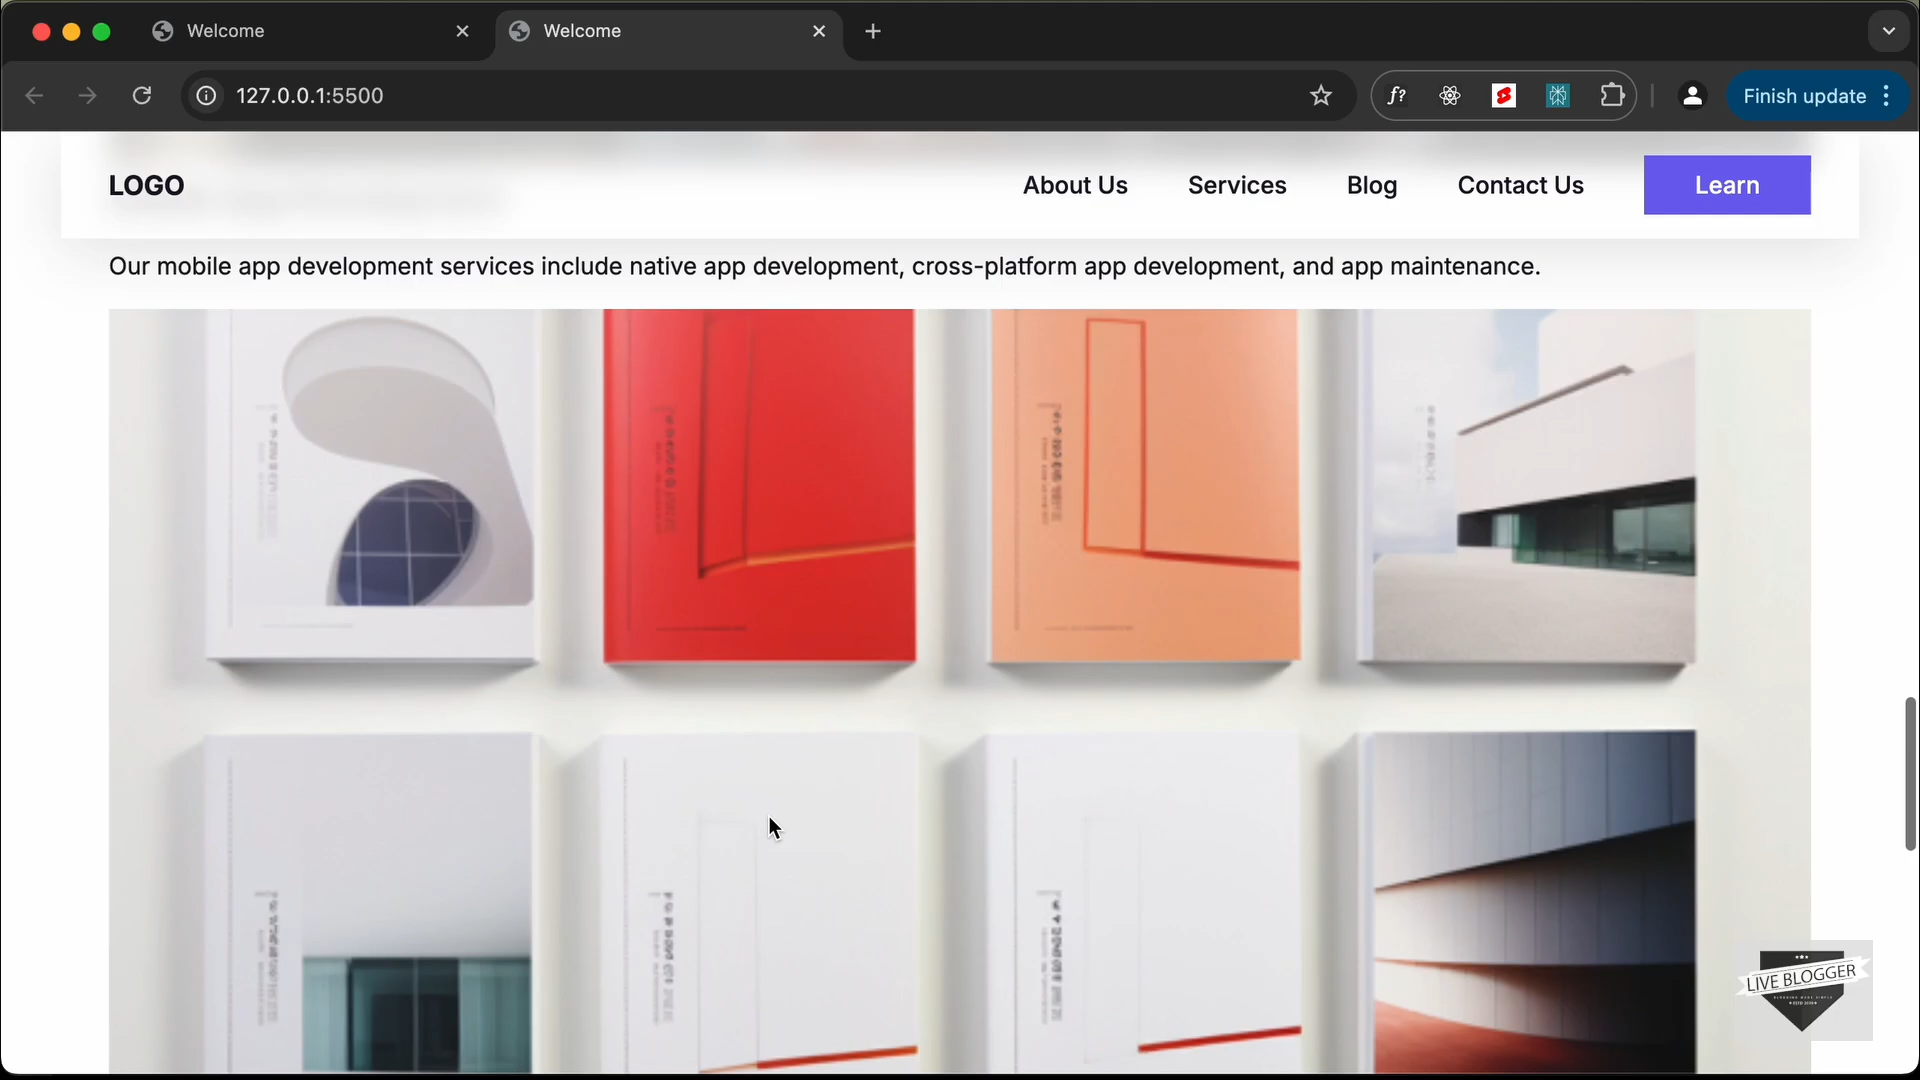 Welcome
Welcome
127.0.0.1:5500
f?
Finish update
LOGO
About Us
Services
Blog
Contact Us
Learn
Our mobile app development services include native app development, cross-platform app development, and app maintenance.
LIVE BLOGGER